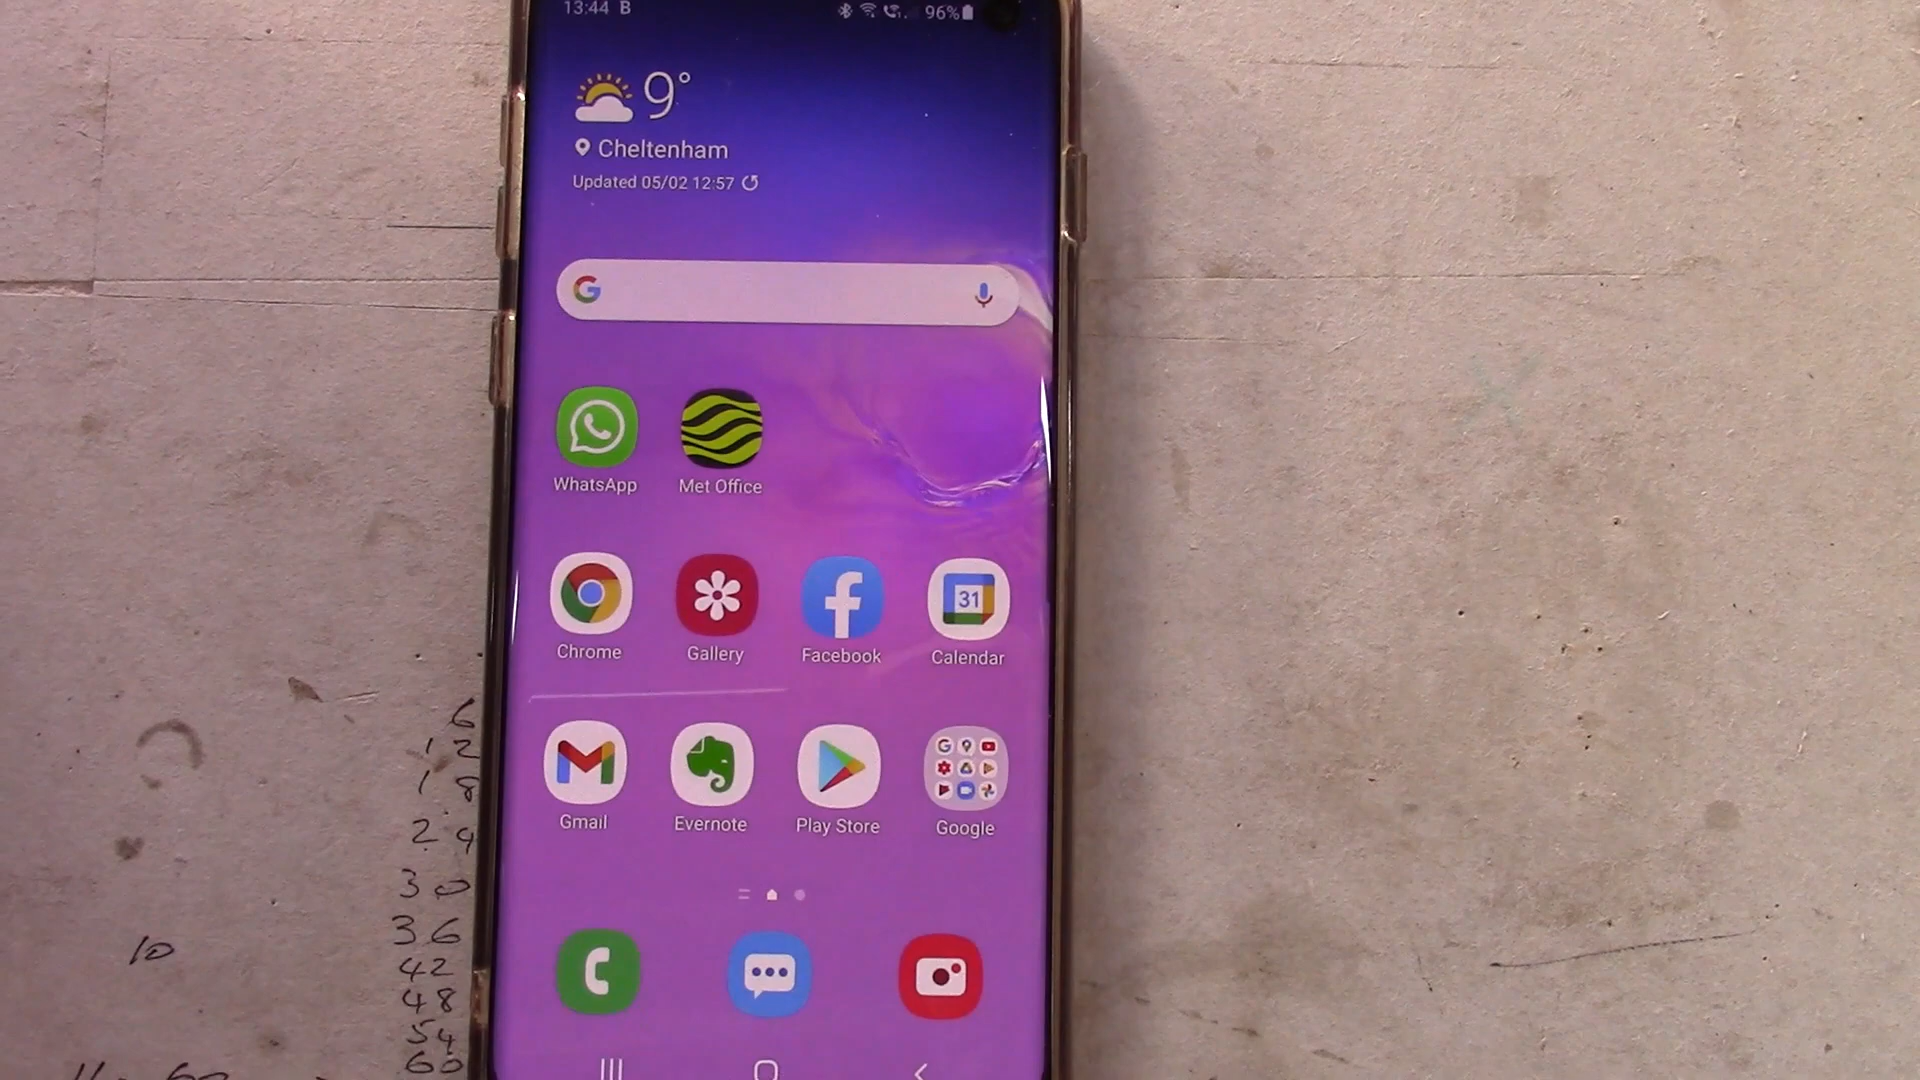 13:44 B 96%
9°
Cheltenham
Updated 05/02 12:57
WhatsApp Met Office
31
Chrome Gallery Facebook Calendar
Gmail Evernote Play Store Google
6
12
18
24
30
36
10
42
48
54
60